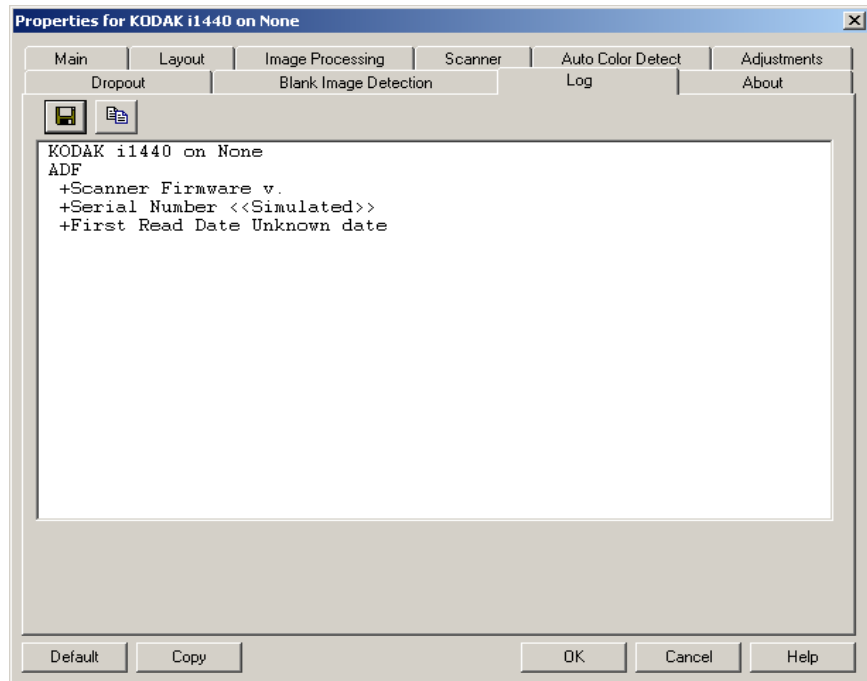 Properties for KODAK i1440 on None
Main Layout Image Processing Scanner Auto Color Detect Adjustments
Dropout Blank Image Detection Log About
KODAK i1440 on None
ADF
+Scanner Firmware v.
+Serial Number <<Simulated>>
+First Read Date Unknown date
Default Copy OK Cancel Help